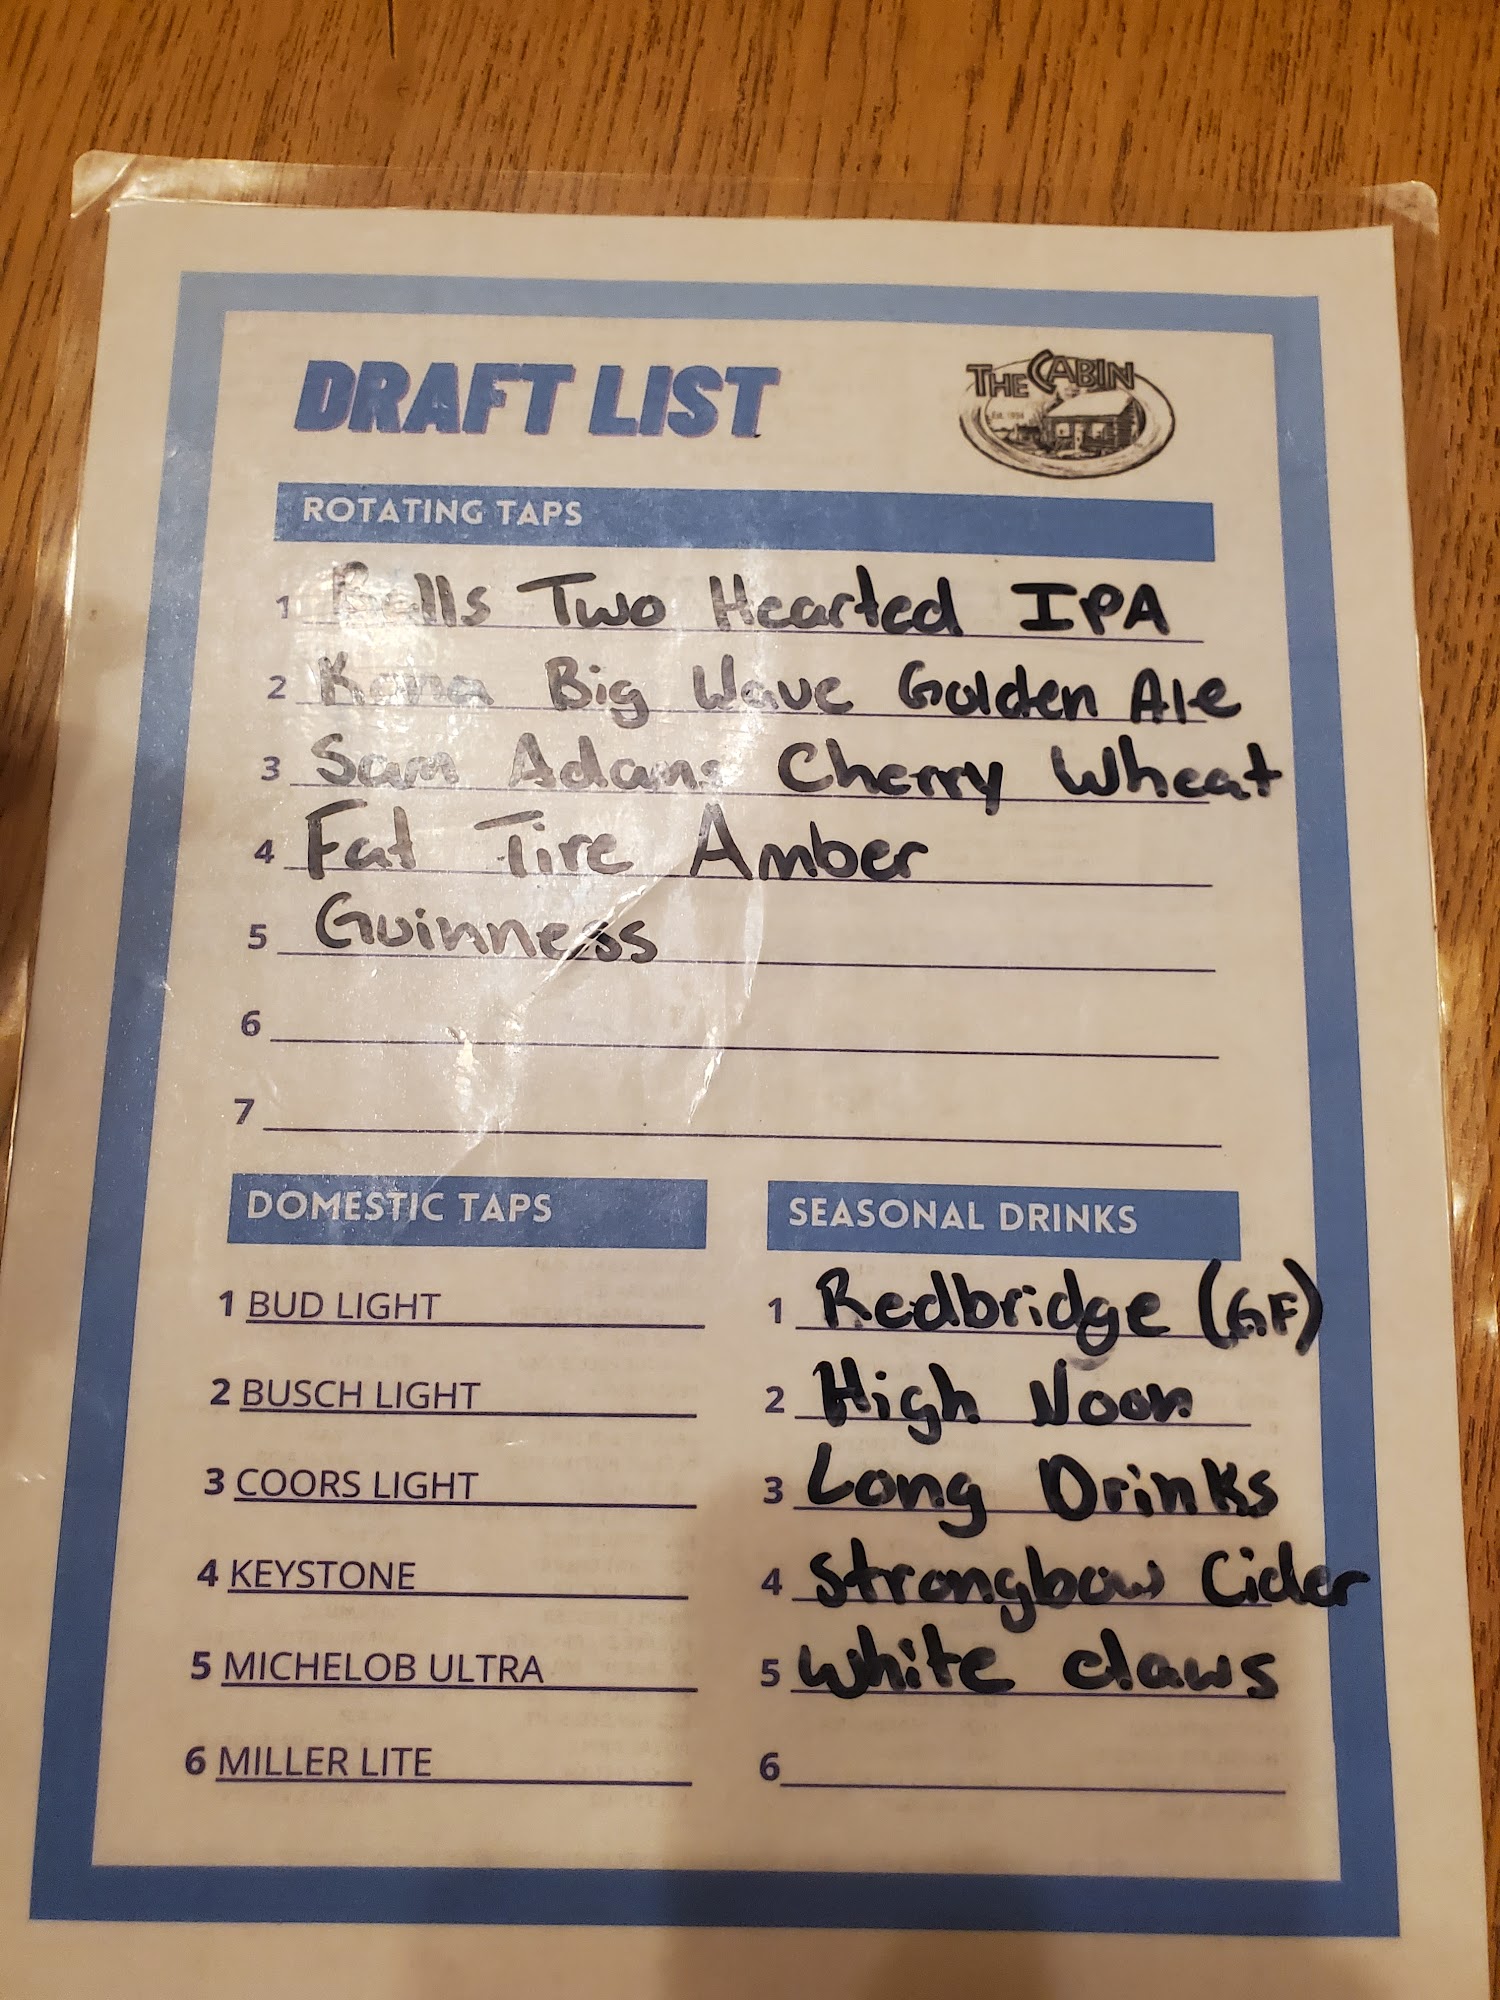 DRAFT LIST
THE CABIN
Est. 1934
ROTATING TAPS
1 Bells Two Hearted IPA
2 Kona Big Wave Golden Ale
3 Sam Adams Cherry Wheat
4 Fat Tire Amber
5 Guinness
6
7
DOMESTIC TAPS
1 BUD LIGHT
2 BUSCH LIGHT
3 COORS LIGHT
4 KEYSTONE
5 MICHELOB ULTRA
6 MILLER LITE
SEASONAL DRINKS
1 Redbridge (GF)
2 High Noon
3 Long Drinks
4 Strongbow Cider
5 White claws
6